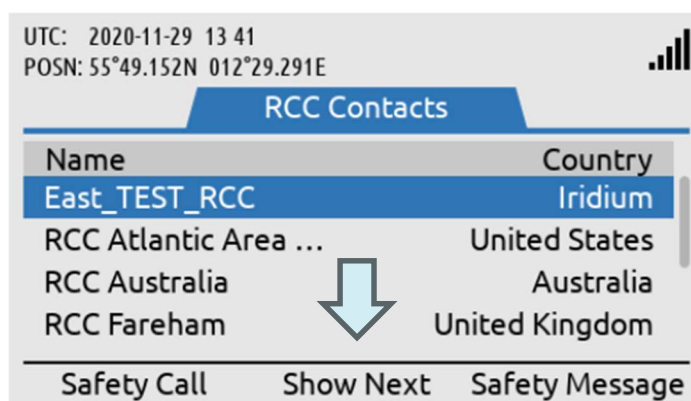 UTC: 2020-11-29 13 41
POSN: 55°49.152N 012°29.291E
RCC Contacts
Name Country
East_TEST_RCC Iridium
RCC Atlantic Area ... United States
RCC Australia Australia
RCC Fareham United Kingdom
Safety Call Show Next Safety Message